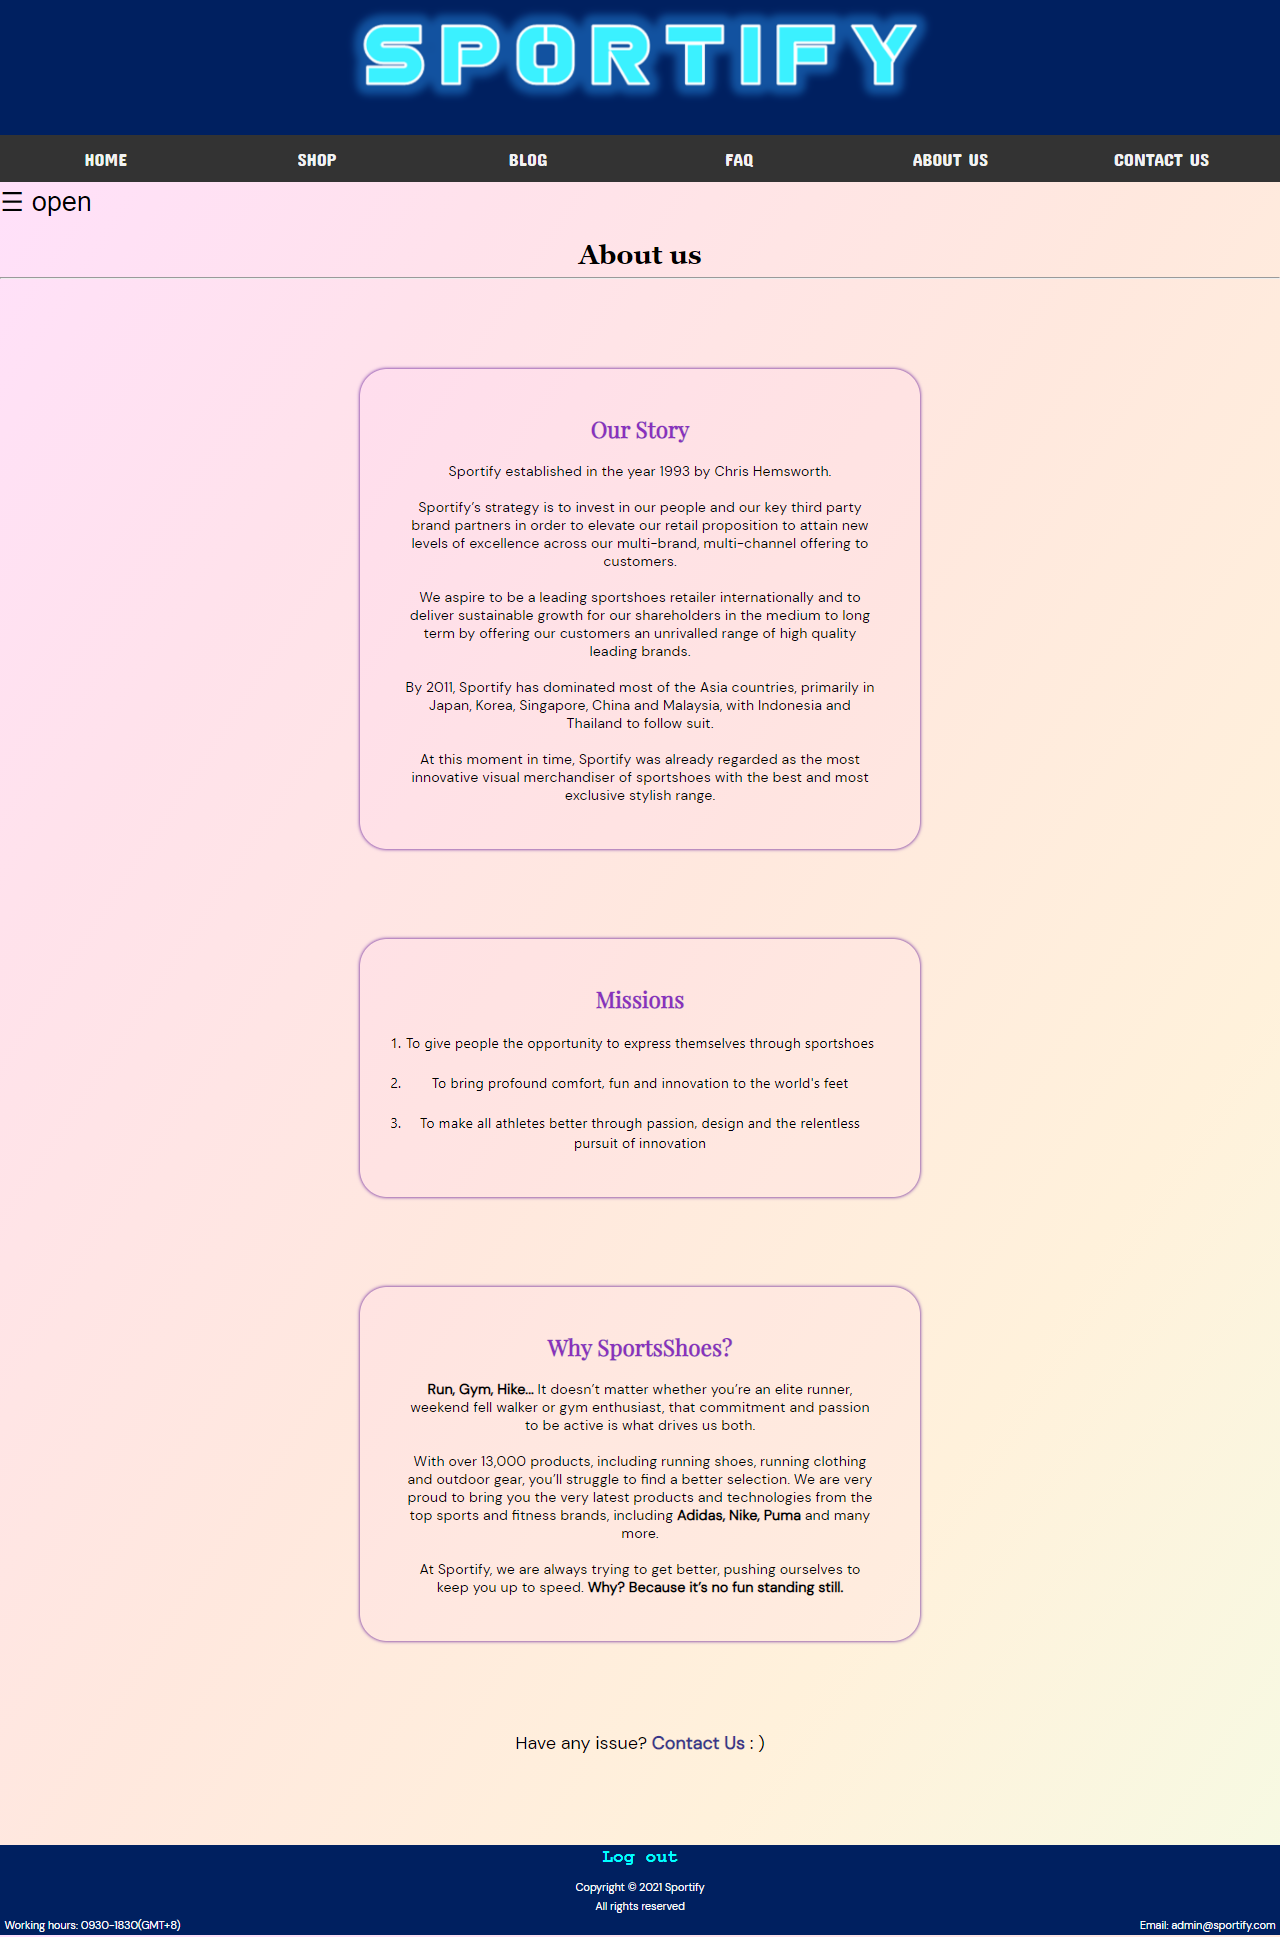 SPORTIFY
HOME SHOP BLOG FAQ ABOUT US CONTACT US
☰ open
About us
Our Story
Sportify established in the year 1993 by Chris Hemsworth.
Sportify's strategy is to invest in our people and our key third party
brand partners in order to elevate our retail proposition to attain new
levels of excellence across our multi-brand, multi-channel offering to
customers.
We aspire to be a leading sportshoes retailer internationally and to
deliver sustainable growth for our shareholders in the medium to long
term by offering our customers an unrivalled range of high quality
leading brands.
By 2011, Sportify has dominated most of the Asia countries, primarily in
Japan, Korea, Singapore, China and Malaysia, with Indonesia and
Thailand to follow suit.
At this moment in time, Sportify was already regarded as the most
innovative visual merchandiser of sportshoes with the best and most
exclusive stylish range.
Missions
1. To give people the opportunity to express themselves through sportshoes
2. To bring profound comfort, fun and innovation to the world's feet
3. To make all athletes better through passion, design and the relentless
pursuit of innovation
Why SportsShoes?
Run, Gym, Hike... It doesn't matter whether you're an elite runner,
weekend fell walker or gym enthusiast, that commitment and passion
to be active is what drives us both.
With over 13,000 products, including running shoes, running clothing
and outdoor gear, you'll struggle to find a better selection. We are very
proud to bring you the very latest products and technologies from the
top sports and fitness brands, including Adidas, Nike, Puma and many
more.
At Sportify, we are always trying to get better, pushing ourselves to
keep you up to speed. Why? Because it's no fun standing still.
Have any issue? Contact Us : )
Log out
Copyright © 2021 Sportify
All rights reserved
Working hours: 0930-1830(GMT+8) Email: admin@sportify.com